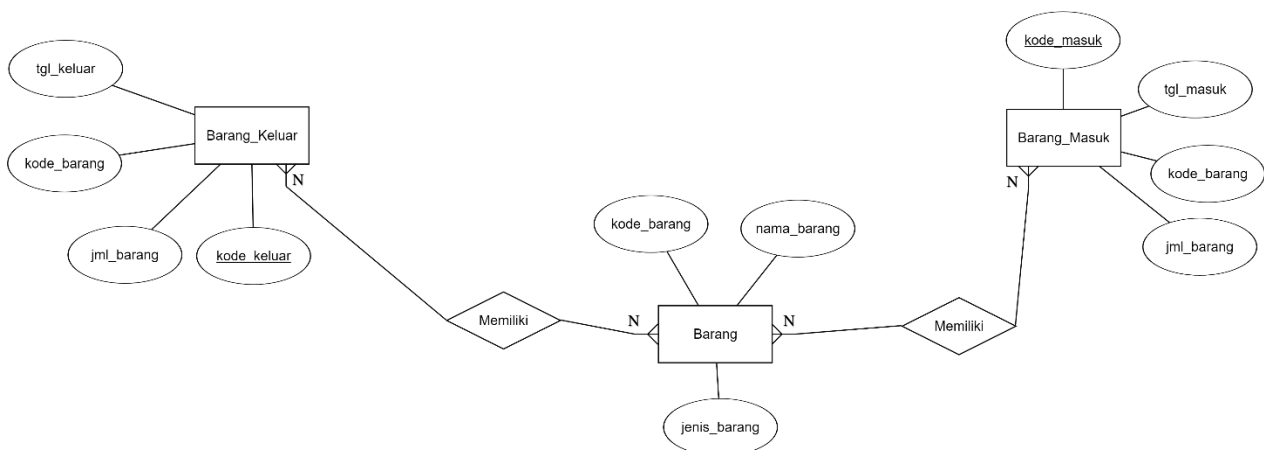 kode_masuk
tgl_keluar
tgl_masuk
Barang_Keluar
Barang_Masuk
kode_barang
kode_barang
N
N
kode_barang
nama_barang
jml_barang
kode_keluar
jml_barang
Memiliki
N
Barang
N
Memiliki
jenis_barang